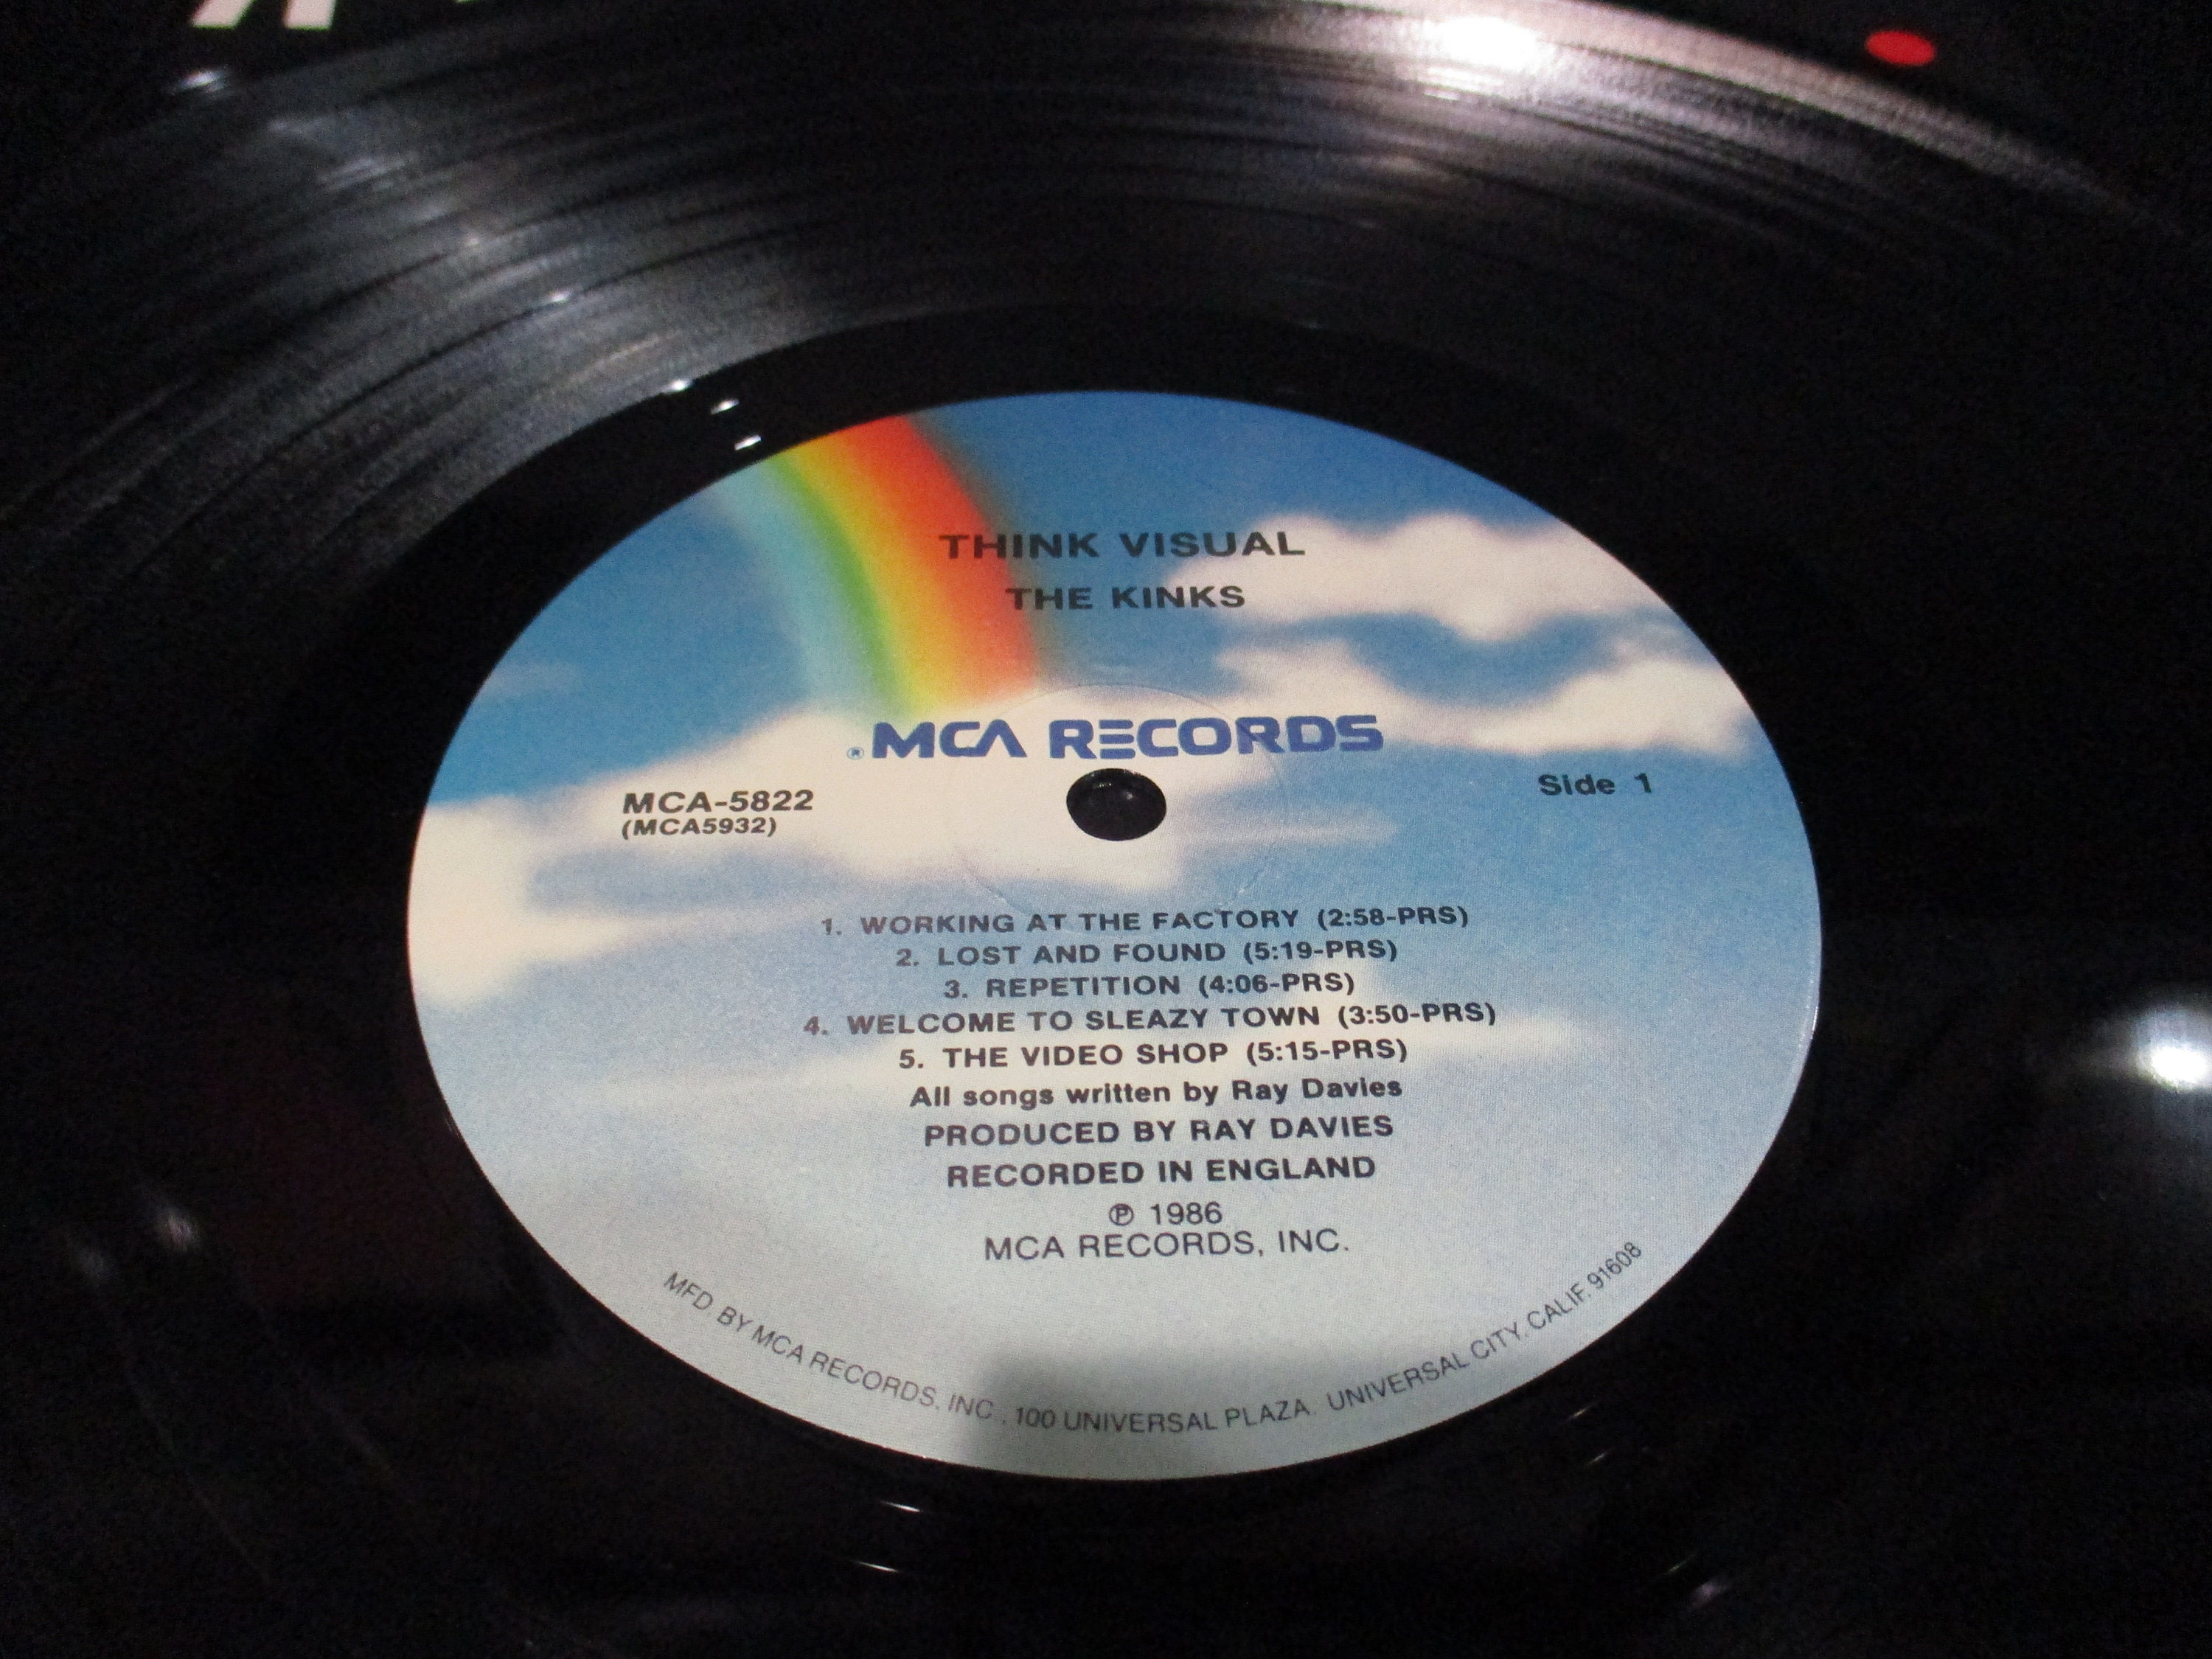 THINK VISUAL
THE KINKS
® MCA RECORDS
MCA-5822
(MCA5932)
Side 1
1. WORKING AT THE FACTORY (2:58-PRS)
2. LOST AND FOUND (5:19-PRS)
3. REPETITION (4:06-PRS)
4. WELCOME TO SLEAZY TOWN (3:50-PRS)
5. THE VIDEO SHOP (5:15-PRS)
All songs written by Ray Davies
PRODUCED BY RAY DAVIES
RECORDED IN ENGLAND
℗ 1986
MCA RECORDS, INC.
MFD. BY MCA RECORDS, INC., 100 UNIVERSAL PLAZA, UNIVERSAL CITY, CALIF. 91608